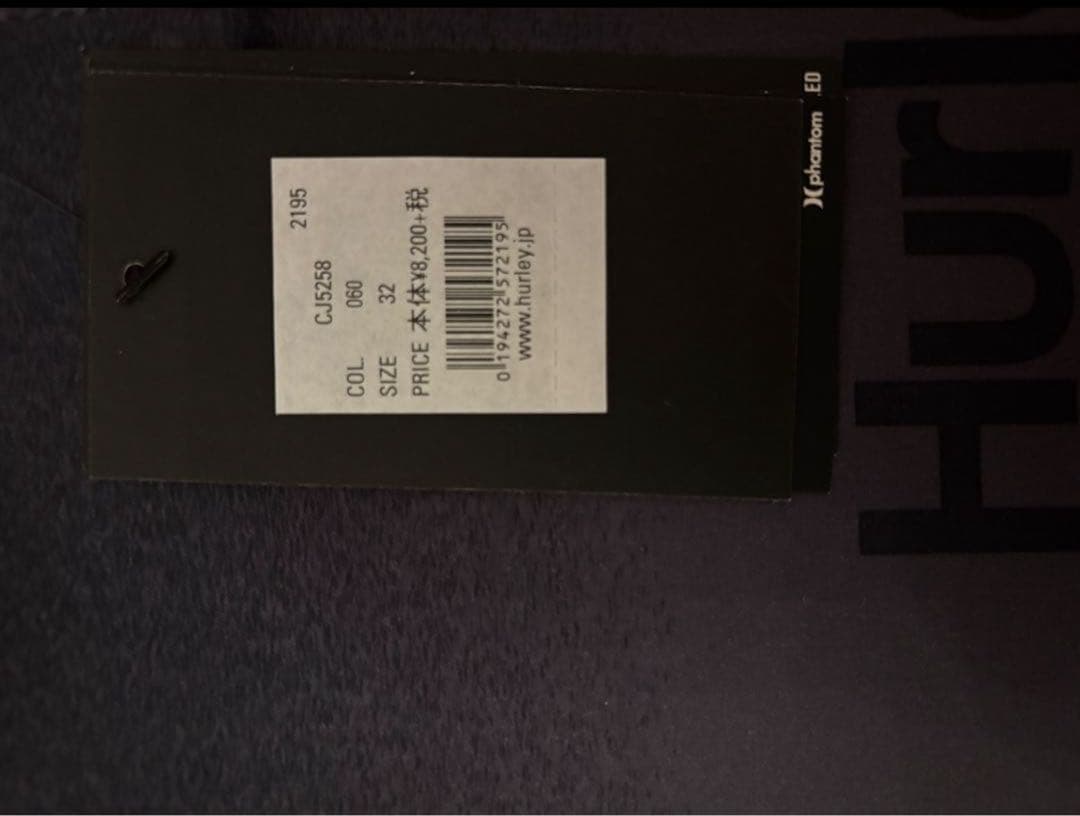 2195
CJ5258
COL. 060
SIZE 32
PRICE 本体¥8,200+税
0 194272 572195
www.hurley.jp
phantom
.ED
Hurl